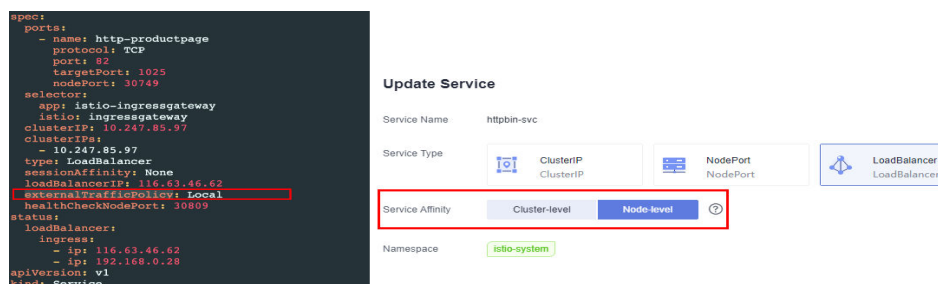 spec:
ports:
- name: http-productpage
protocol: TCP
port: 82
targetPort: 1025
nodePort: 30749
selector:
app: istio-ingressgateway
istio: ingressgateway
clusterIP: 10.247.85.97
clusterIPs:
- 10.247.85.97
type: LoadBalancer
sessionAffinity: None
loadBalancerIP: 116.63.46.62
externalTrafficPolicy: Local
healthCheckNodePort: 30809
status:
loadBalancer:
ingress:
- ip: 116.63.46.62
- ip: 192.168.0.28
apiVersion: v1
kind: Service
Update Service
Service Name httpbin-svc
Service Type
ClusterIP
ClusterIP
NodePort
NodePort
LoadBalancer
LoadBalancer
Service Affinity Cluster-level Node-level ?
Namespace istio-system